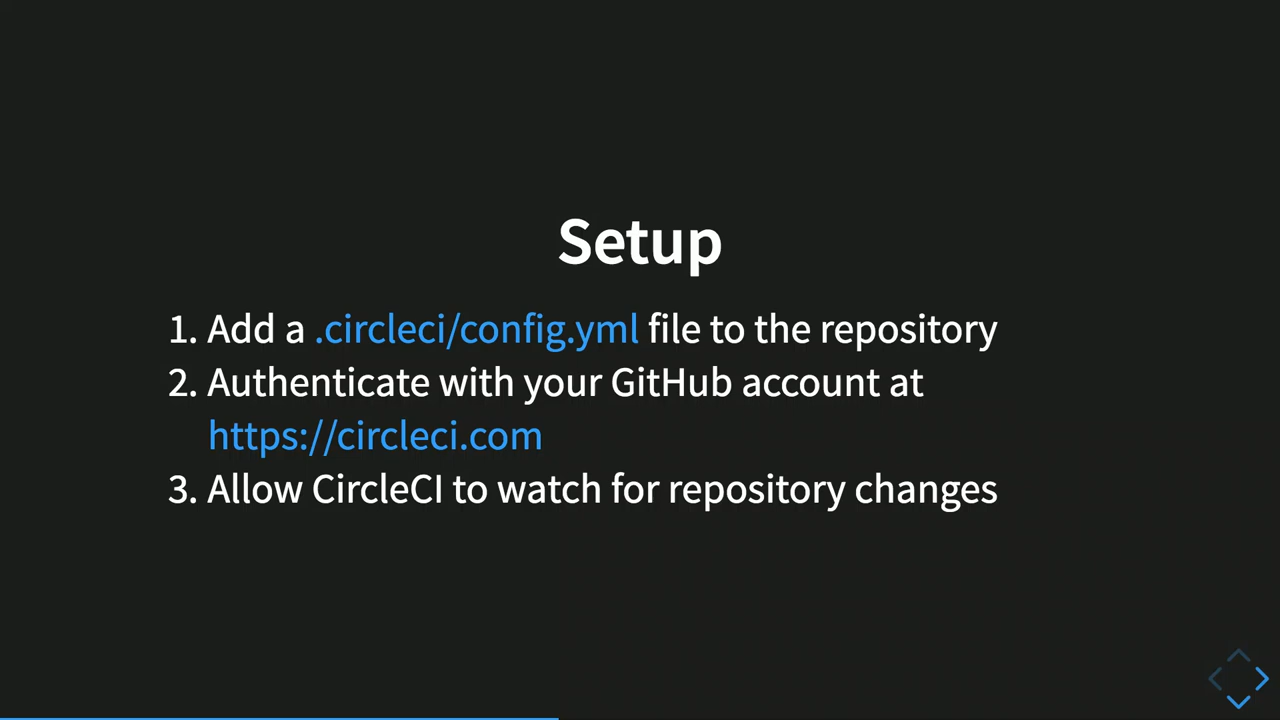 Setup
1. Add a .circleci/config.yml file to the repository
2. Authenticate with your GitHub account at
https://circleci.com
3. Allow CircleCI to watch for repository changes